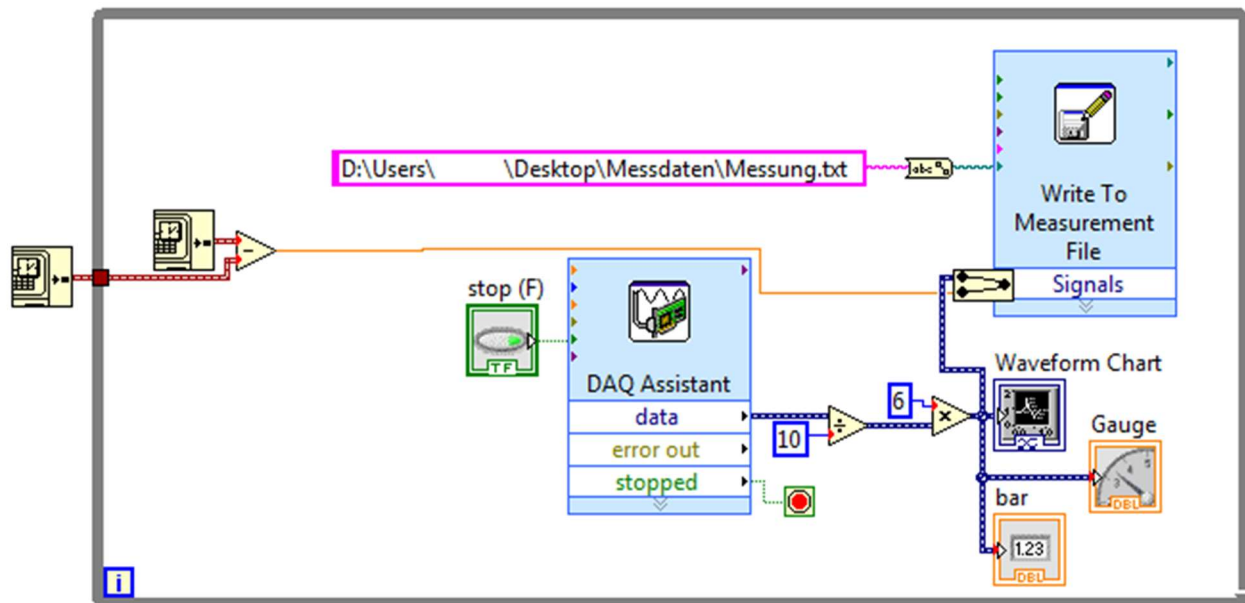 D:\Users\ \Desktop\Messdaten\Messung.txt
abc
Write To
Measurement
File
Signals
stop (F)
TF
DAQ Assistant
data
error out
stopped
10
6
Waveform Chart
Gauge
DBL
bar
1.23
DBL
i